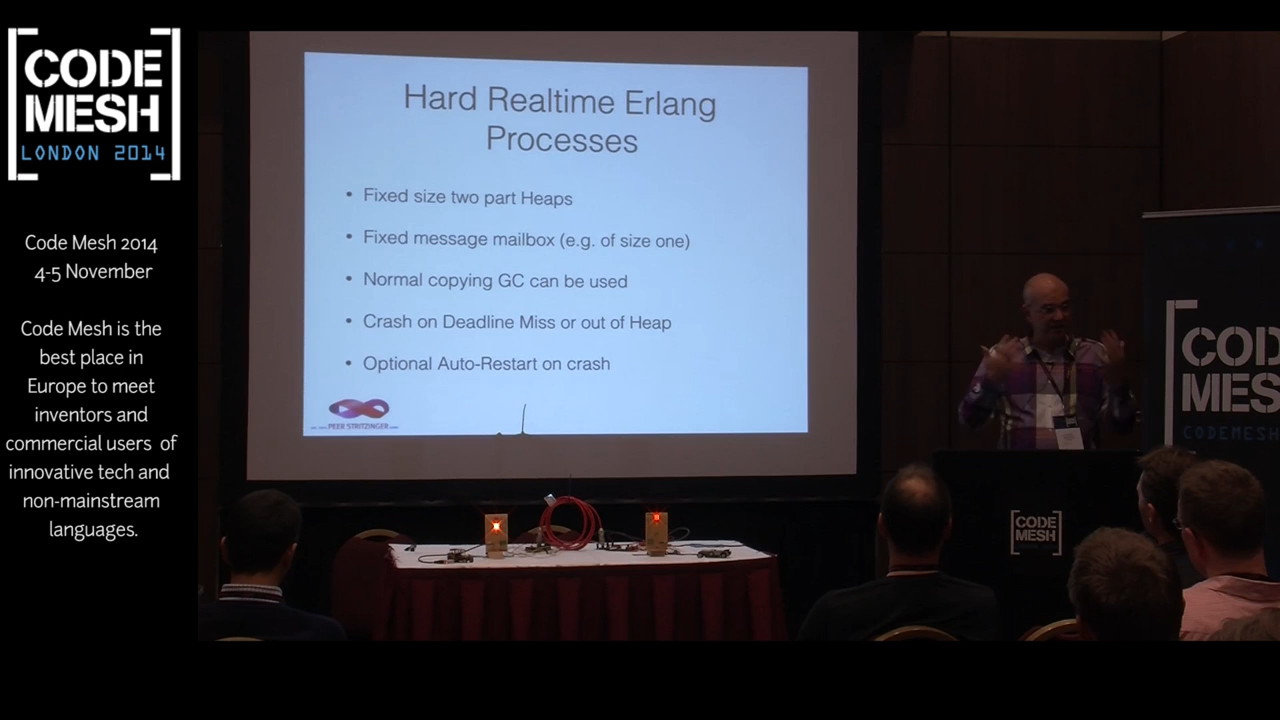 CODE
MESH
LONDON 2014
Code Mesh 2014
4-5 November
Code Mesh is the
best place in
Europe to meet
inventors and
commercial users of
innovative tech and
non-mainstream
languages.
Hard Realtime Erlang
Processes
• Fixed size two part Heaps
• Fixed message mailbox (e.g. of size one)
• Normal copying GC can be used
• Crash on Deadline Miss or out of Heap
• Optional Auto-Restart on crash
PEER STRITZINGER
COD
MES
CODEMESH
CODE
MESH